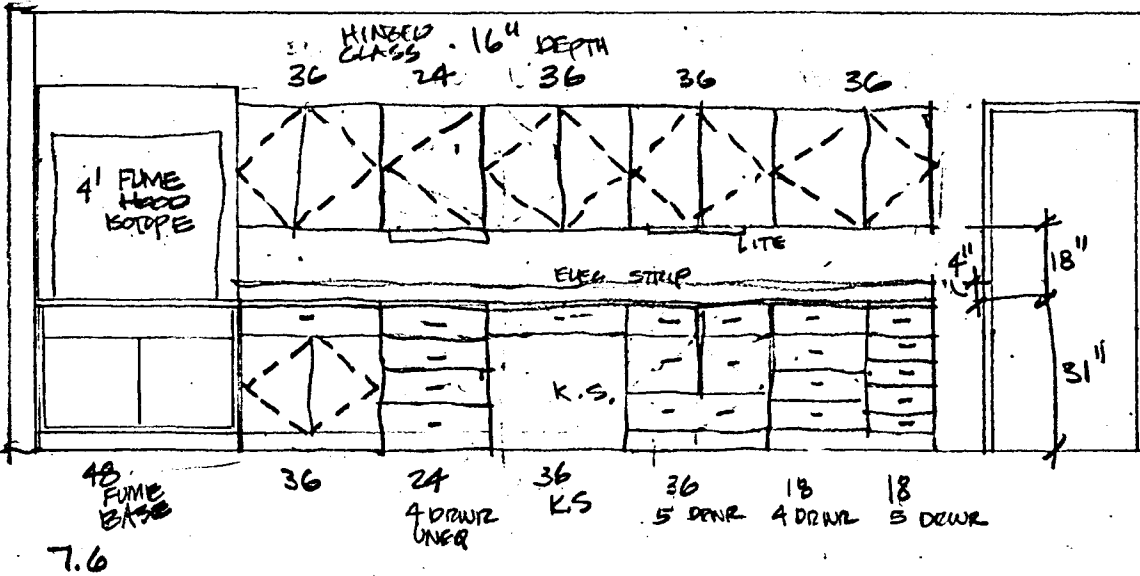 HINGED
GLASS . 16" DEPTH
36 24 36 36 36
4' FUME
HOOD
ISOTOPE
LITE
ELEC STRIP
4"
18"
K.S.
31"
48 36 24 36 36 18 18
FUME
BASE
4 DRWR
UNEQ
K.S
5 DRWR
4 DRWR
5 DRWR
7.6